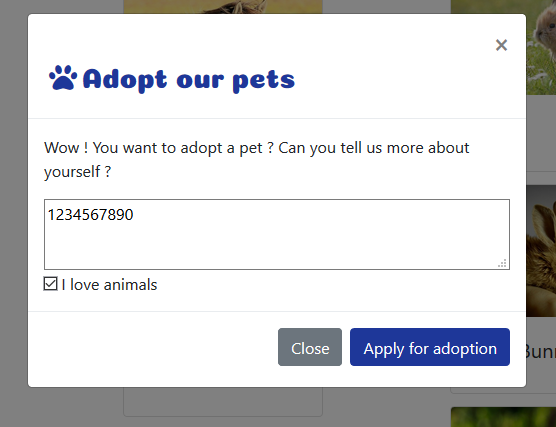 ×
Adopt our pets
Wow ! You want to adopt a pet ? Can you tell us more about
yourself ?
1234567890
I love animals
Close
Apply for adoption